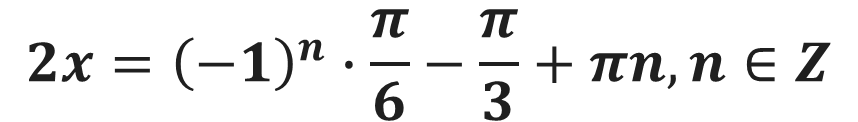 2x = (−1)ⁿ · π/6 − π/3 + πn, n ∈ Z